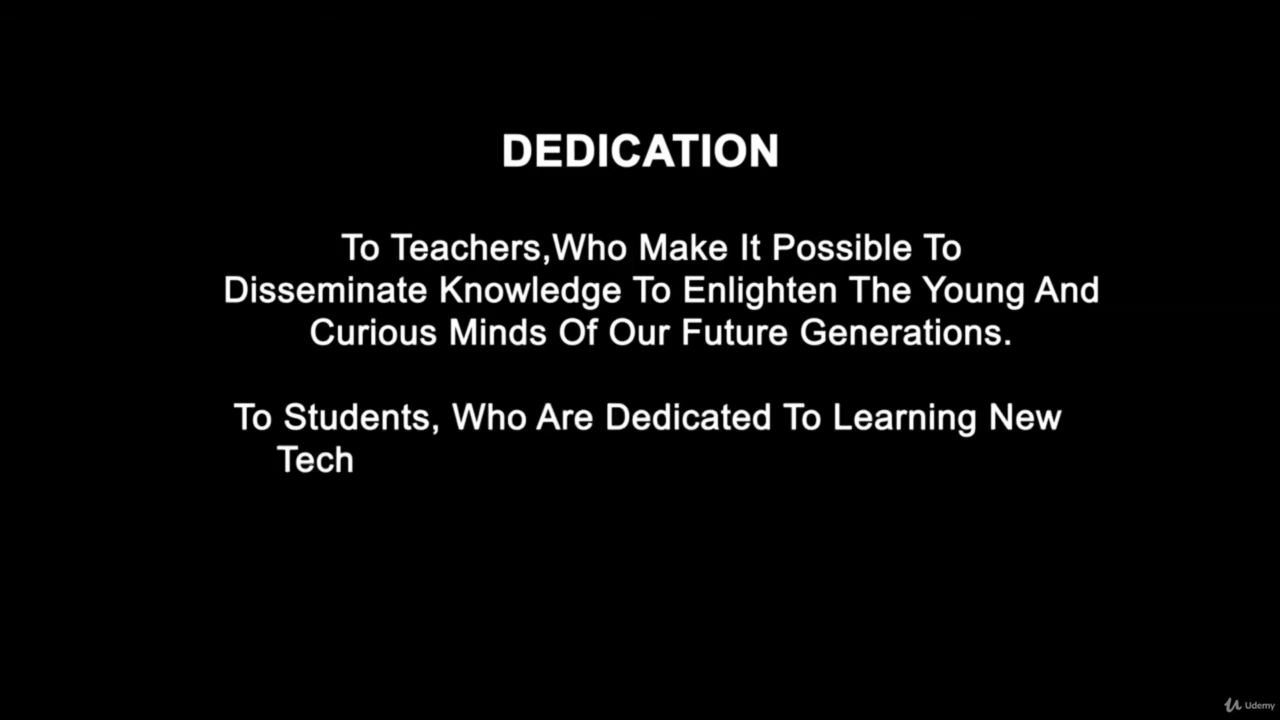 DEDICATION
To Teachers,Who Make It Possible To
Disseminate Knowledge To Enlighten The Young And
Curious Minds Of Our Future Generations.
To Students, Who Are Dedicated To Learning New
Tech
Udemy